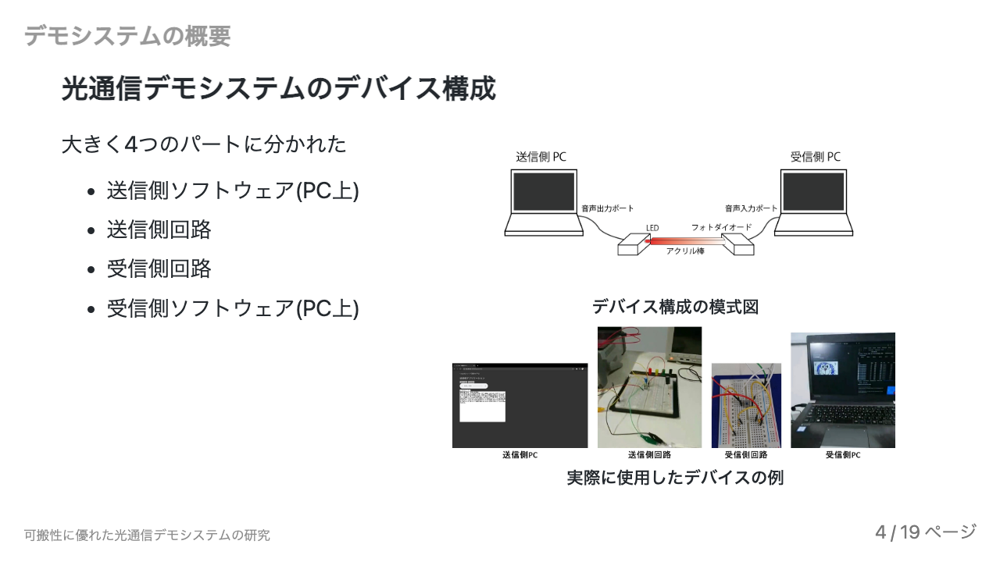 デモシステムの概要
光通信デモシステムのデバイス構成
大きく4つのパートに分かれた
送信側ソフトウェア(PC上)
送信側回路
受信側回路
受信側ソフトウェア(PC上)
送信側 PC
受信側 PC
音声出力ポート
音声入力ポート
LED
フォトダイオード
アクリル棒
デバイス構成の模式図
送信側PC
送信側回路
受信側回路
受信側PC
実際に使用したデバイスの例
可搬性に優れた光通信デモシステムの研究
4 / 19 ページ